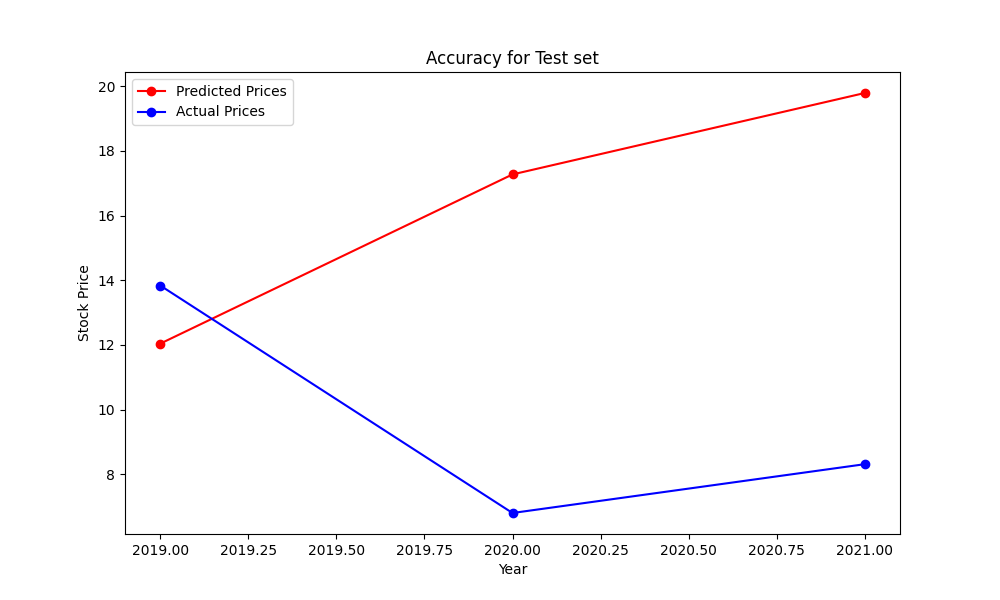 Accuracy for Test set
Predicted Prices
Actual Prices
20
18
16
14
12
10
8
Stock Price
2019.00 2019.25 2019.50 2019.75 2020.00 2020.25 2020.50 2020.75 2021.00
Year